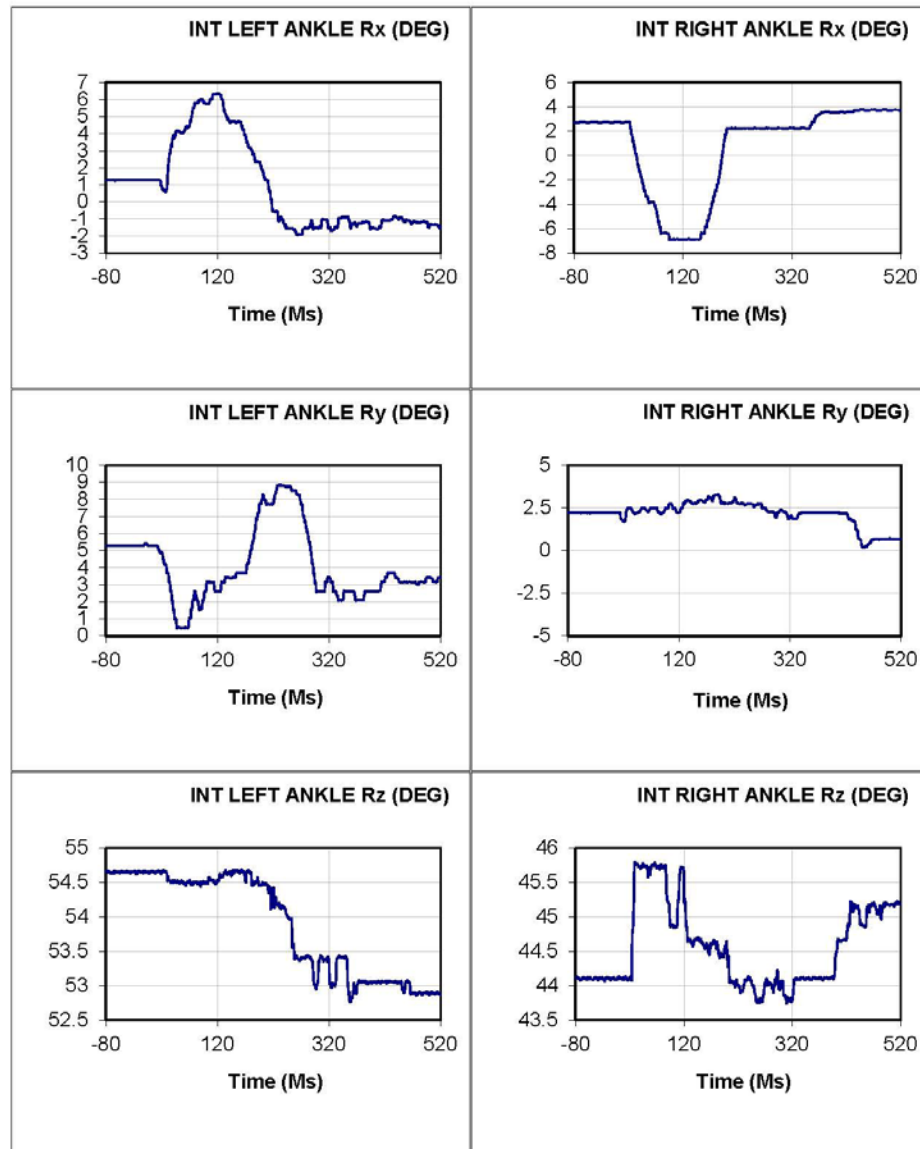 INT LEFT ANKLE Rx (DEG)
7
6
5
4
3
2
1
0
-1
-2
-3
-80 120 320 520
Time (Ms)
INT RIGHT ANKLE Rx (DEG)
6
4
2
0
-2
-4
-6
-8
-80 120 320 520
Time (Ms)
INT LEFT ANKLE Ry (DEG)
10
9
8
7
6
5
4
3
2
1
0
-80 120 320 520
Time (Ms)
INT RIGHT ANKLE Ry (DEG)
5
2.5
0
-2.5
-5
-80 120 320 520
Time (Ms)
INT LEFT ANKLE Rz (DEG)
55
54.5
54
53.5
53
52.5
-80 120 320 520
Time (Ms)
INT RIGHT ANKLE Rz (DEG)
46
45.5
45
44.5
44
43.5
-80 120 320 520
Time (Ms)